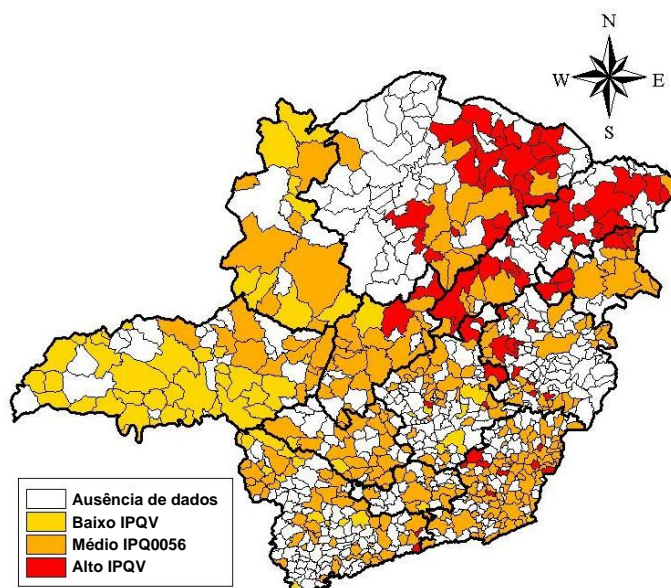 N
W E
S
Ausência de dados
Baixo IPQV
Médio IPQ0056
Alto IPQV